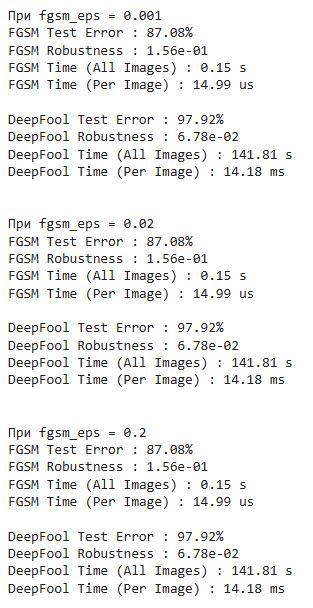 При fgsm_eps = 0.001
FGSM Test Error : 87.08%
FGSM Robustness : 1.56e-01
FGSM Time (All Images) : 0.15 s
FGSM Time (Per Image) : 14.99 us
DeepFool Test Error : 97.92%
DeepFool Robustness : 6.78e-02
DeepFool Time (All Images) : 141.81 s
DeepFool Time (Per Image) : 14.18 ms
При fgsm_eps = 0.02
FGSM Test Error : 87.08%
FGSM Robustness : 1.56e-01
FGSM Time (All Images) : 0.15 s
FGSM Time (Per Image) : 14.99 us
DeepFool Test Error : 97.92%
DeepFool Robustness : 6.78e-02
DeepFool Time (All Images) : 141.81 s
DeepFool Time (Per Image) : 14.18 ms
При fgsm_eps = 0.2
FGSM Test Error : 87.08%
FGSM Robustness : 1.56e-01
FGSM Time (All Images) : 0.15 s
FGSM Time (Per Image) : 14.99 us
DeepFool Test Error : 97.92%
DeepFool Robustness : 6.78e-02
DeepFool Time (All Images) : 141.81 s
DeepFool Time (Per Image) : 14.18 ms